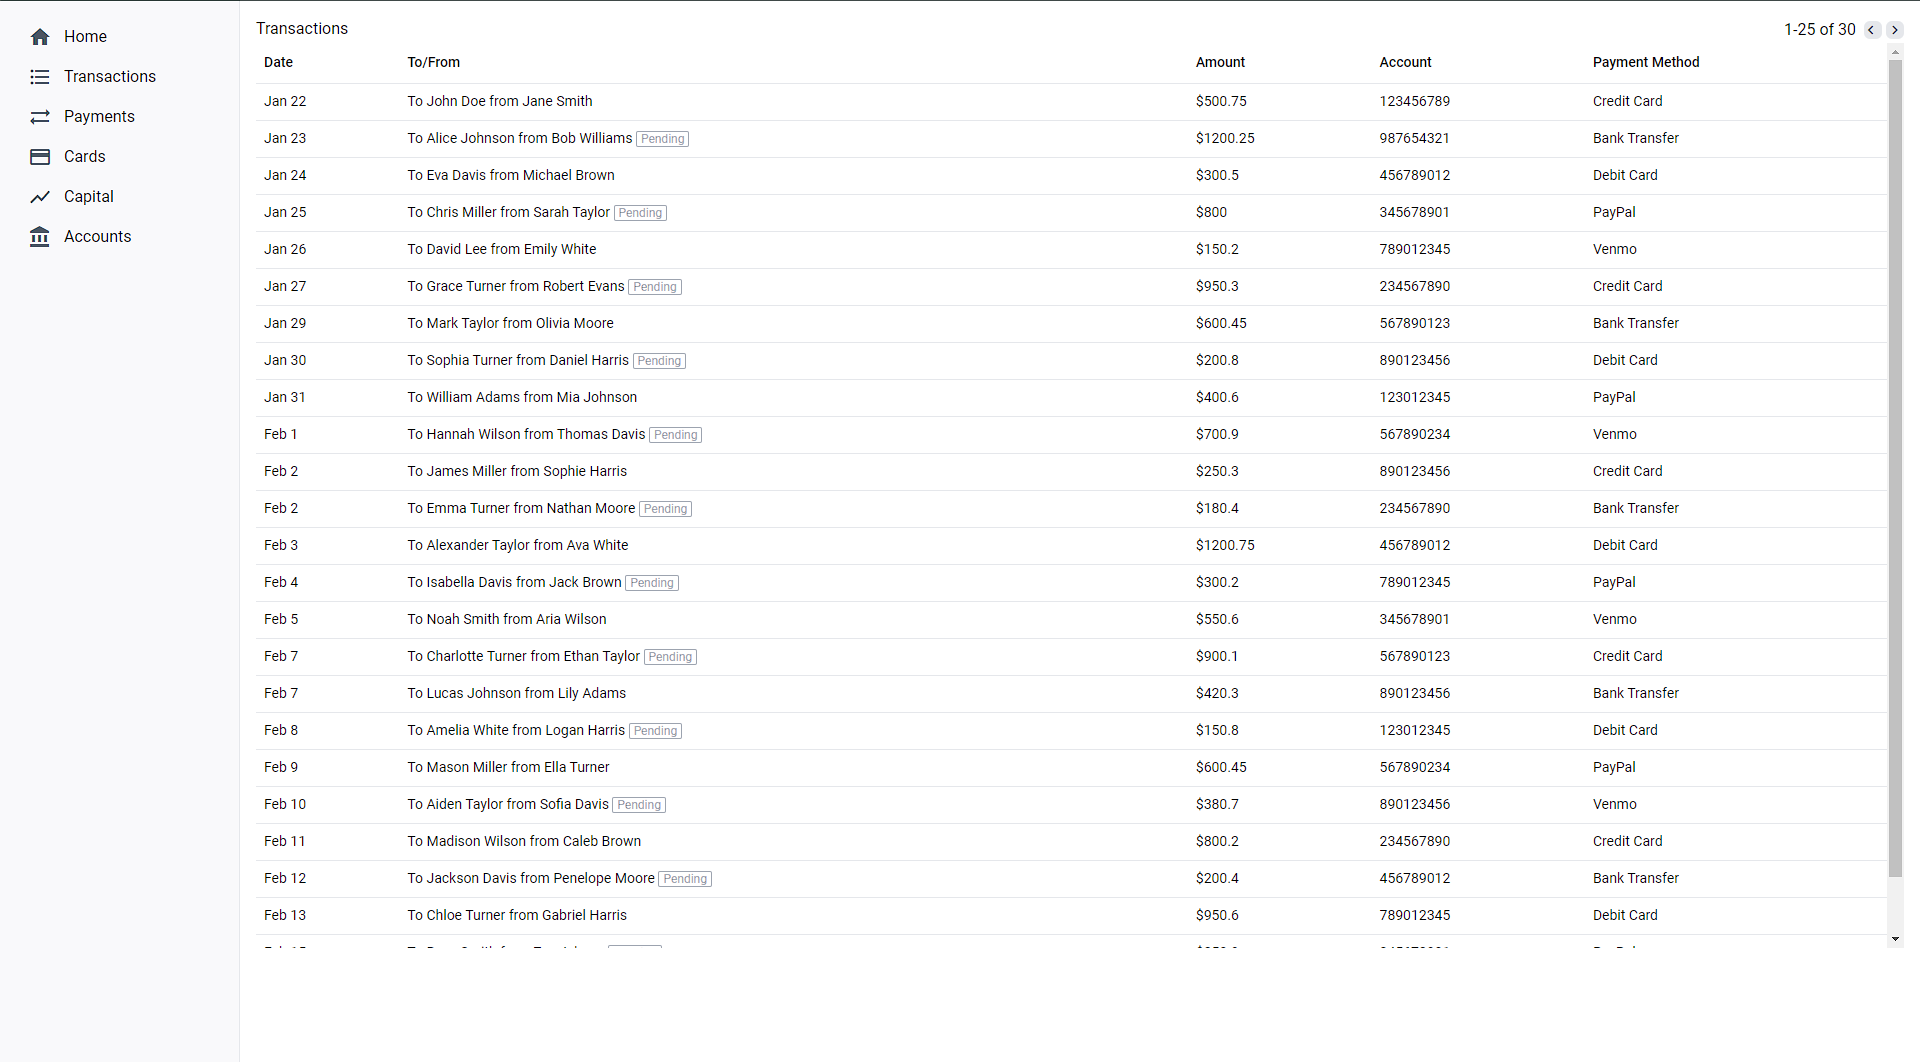 Home
Transactions
Payments
Cards
Capital
Accounts
Transactions
1-25 of 30
Date To/From Amount Account Payment Method
Jan 22 To John Doe from Jane Smith $500.75 123456789 Credit Card
Jan 23 To Alice Johnson from Bob Williams Pending $1200.25 987654321 Bank Transfer
Jan 24 To Eva Davis from Michael Brown $300.5 456789012 Debit Card
Jan 25 To Chris Miller from Sarah Taylor Pending $800 345678901 PayPal
Jan 26 To David Lee from Emily White $150.2 789012345 Venmo
Jan 27 To Grace Turner from Robert Evans Pending $950.3 234567890 Credit Card
Jan 29 To Mark Taylor from Olivia Moore $600.45 567890123 Bank Transfer
Jan 30 To Sophia Turner from Daniel Harris Pending $200.8 890123456 Debit Card
Jan 31 To William Adams from Mia Johnson $400.6 123012345 PayPal
Feb 1 To Hannah Wilson from Thomas Davis Pending $700.9 567890234 Venmo
Feb 2 To James Miller from Sophie Harris $250.3 890123456 Credit Card
Feb 2 To Emma Turner from Nathan Moore Pending $180.4 234567890 Bank Transfer
Feb 3 To Alexander Taylor from Ava White $1200.75 456789012 Debit Card
Feb 4 To Isabella Davis from Jack Brown Pending $300.2 789012345 PayPal
Feb 5 To Noah Smith from Aria Wilson $550.6 345678901 Venmo
Feb 7 To Charlotte Turner from Ethan Taylor Pending $900.1 567890123 Credit Card
Feb 7 To Lucas Johnson from Lily Adams $420.3 890123456 Bank Transfer
Feb 8 To Amelia White from Logan Harris Pending $150.8 123012345 Debit Card
Feb 9 To Mason Miller from Ella Turner $600.45 567890234 PayPal
Feb 10 To Aiden Taylor from Sofia Davis Pending $380.7 890123456 Venmo
Feb 11 To Madison Wilson from Caleb Brown $800.2 234567890 Credit Card
Feb 12 To Jackson Davis from Penelope Moore Pending $200.4 456789012 Bank Transfer
Feb 13 To Chloe Turner from Gabriel Harris $950.6 789012345 Debit Card